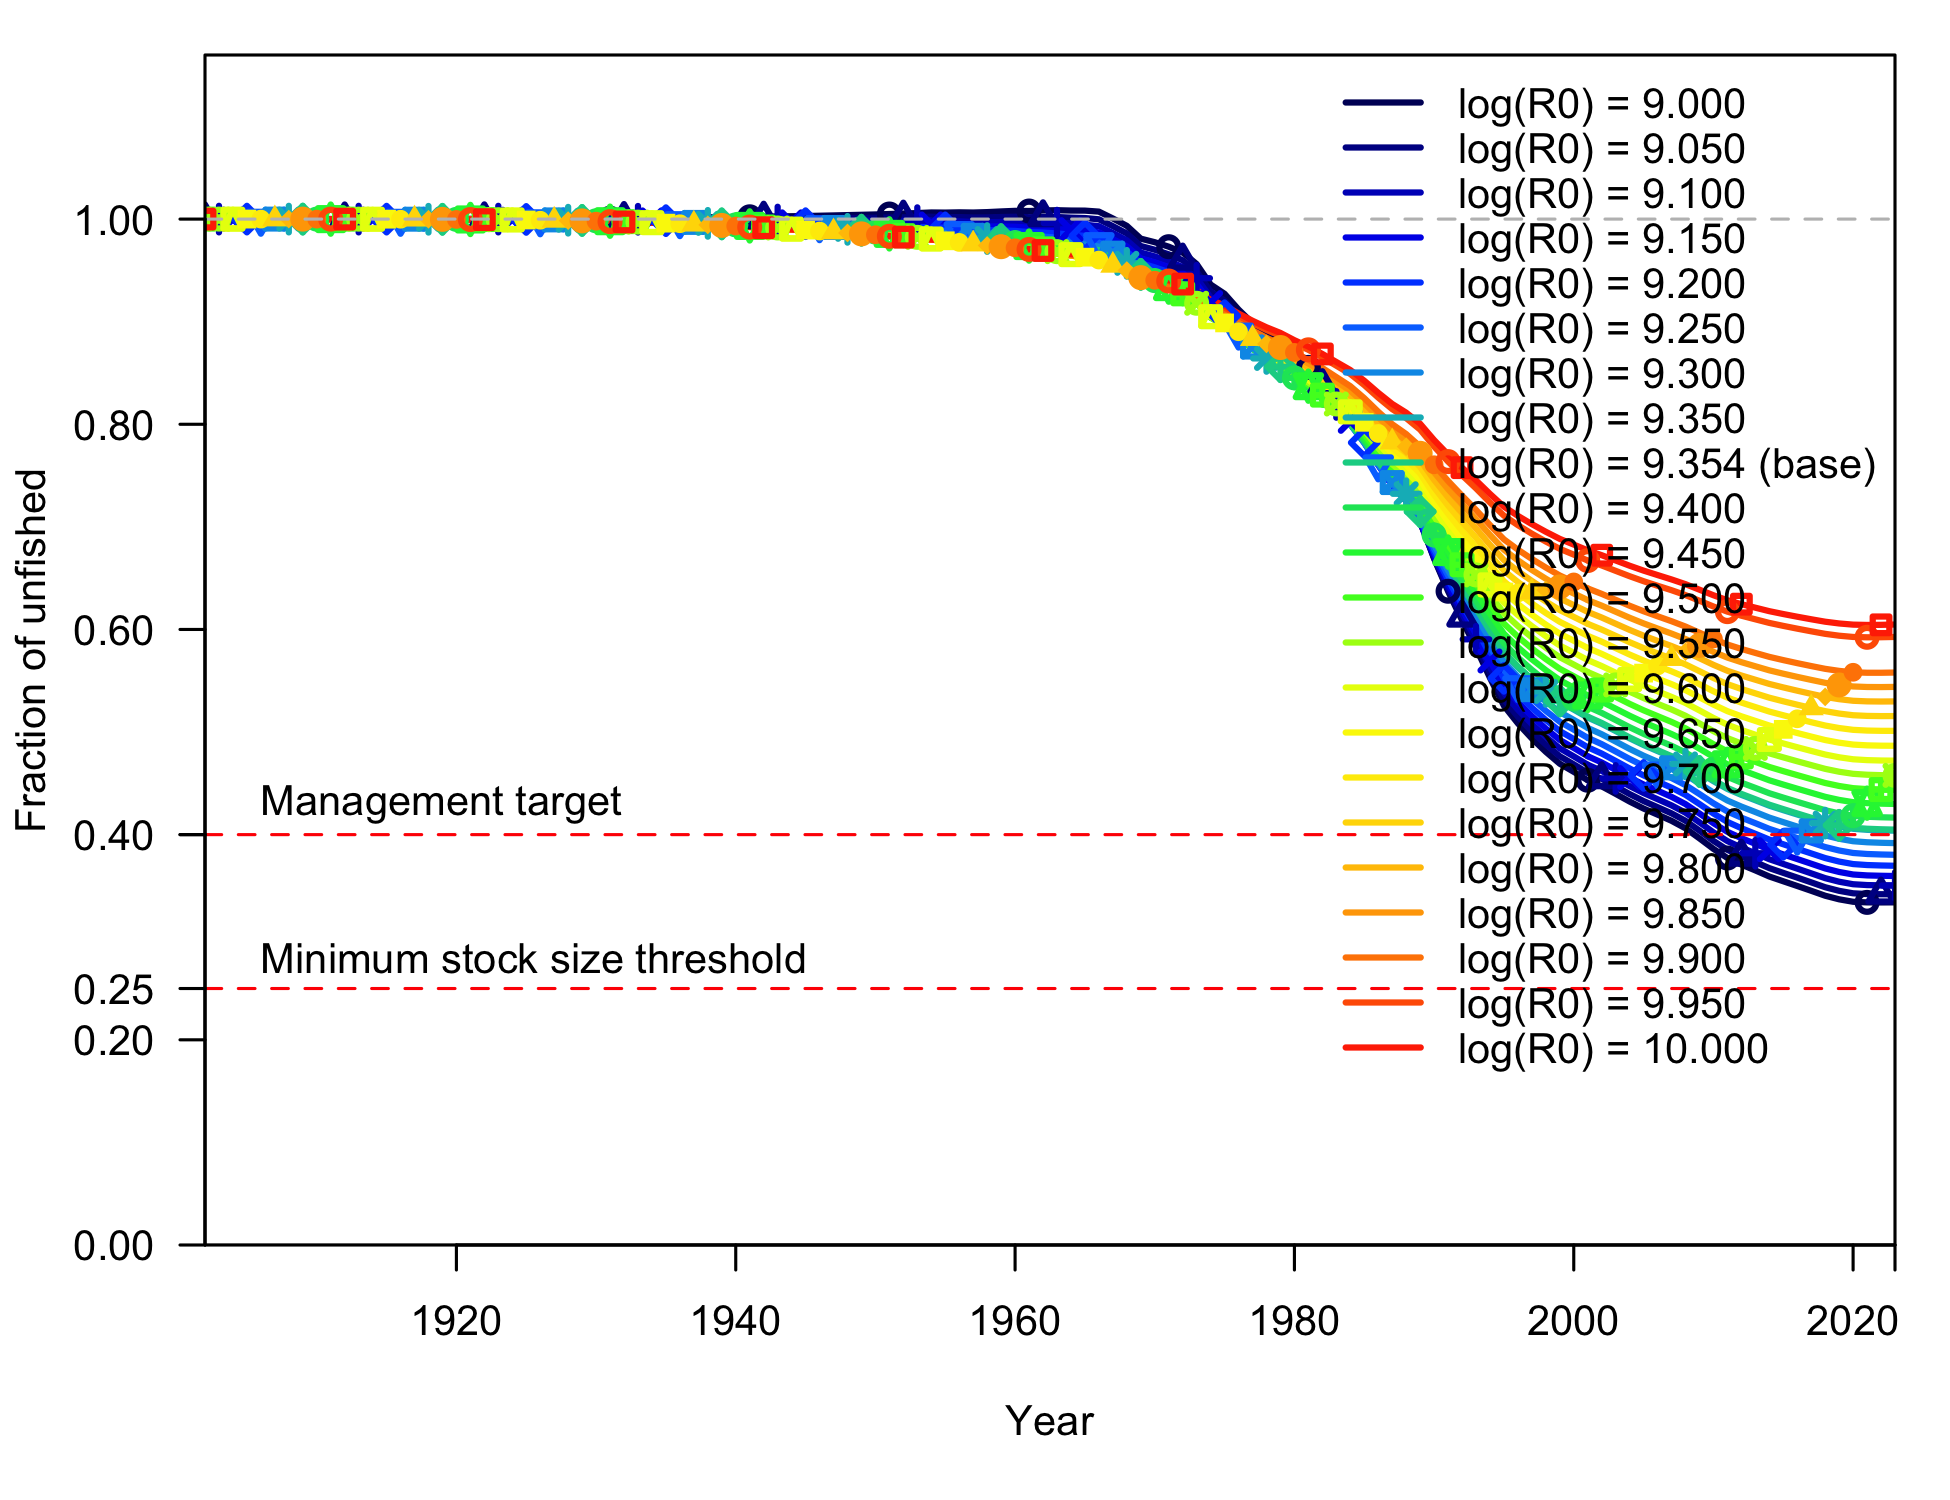 log(R0) = 9.000
log(R0) = 9.050
log(R0) = 9.100
log(R0) = 9.150
log(R0) = 9.200
log(R0) = 9.250
log(R0) = 9.300
log(R0) = 9.350
log(R0) = 9.354 (base)
log(R0) = 9.400
log(R0) = 9.450
log(R0) = 9.500
log(R0) = 9.550
log(R0) = 9.600
log(R0) = 9.650
log(R0) = 9.700
log(R0) = 9.750
log(R0) = 9.800
log(R0) = 9.850
log(R0) = 9.900
log(R0) = 9.950
log(R0) = 10.000
Fraction of unfished
1.00
0.80
0.60
0.40
0.25
0.20
0.00
Management target
Minimum stock size threshold
1920 1940 1960 1980 2000 2020
Year